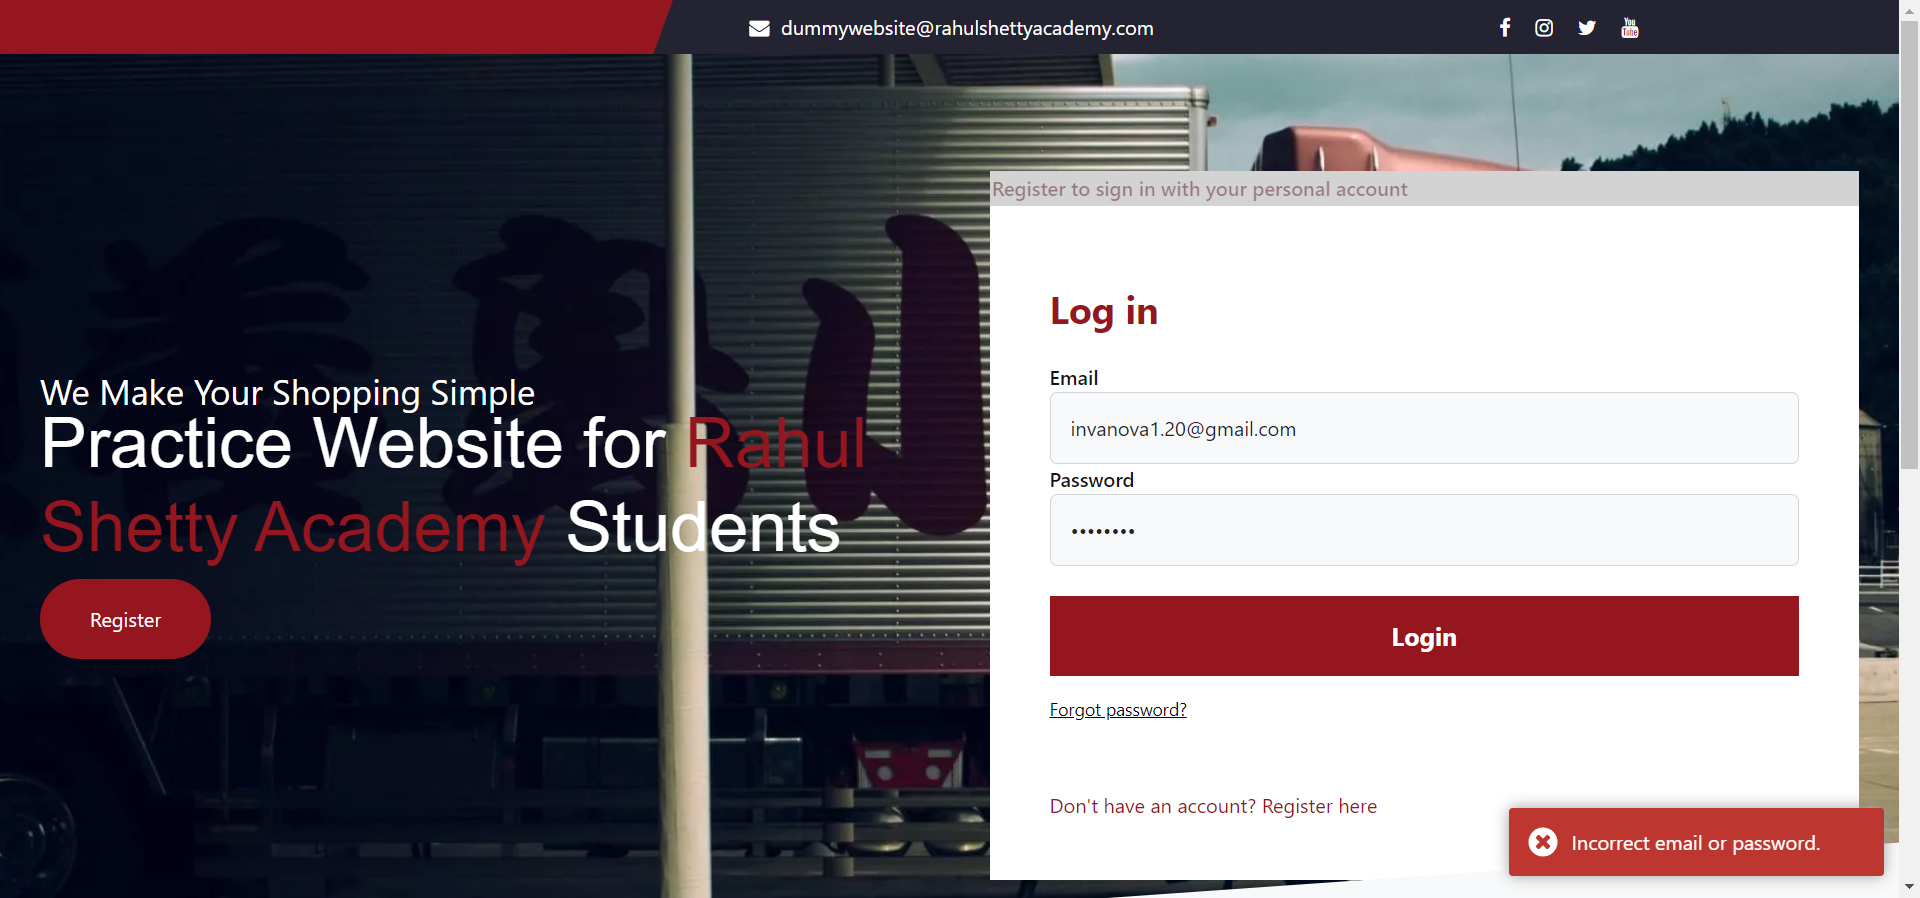 dummywebsite@rahulshettyacademy.com
You
Tube
Register to sign in with your personal account
We Make Your Shopping Simple
Practice Website for Rahul
Shetty Academy Students
Register
Log in
Email
invanova1.20@gmail.com
Password
••••••••
Login
Forgot password?
Don't have an account? Register here
Incorrect email or password.